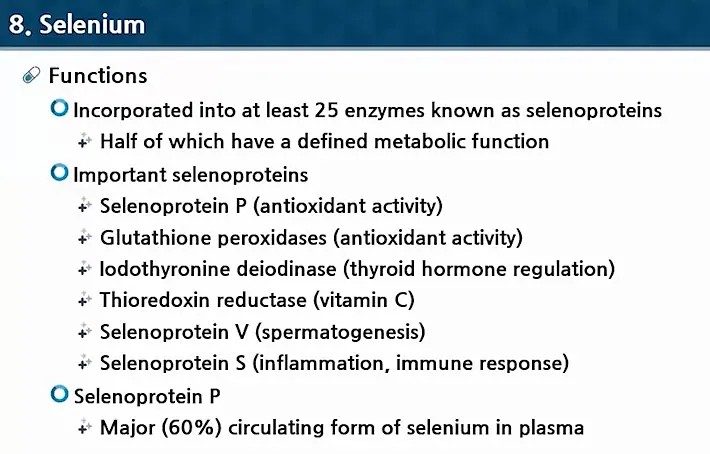 8. Selenium
Functions
Incorporated into at least 25 enzymes known as selenoproteins
Half of which have a defined metabolic function
Important selenoproteins
Selenoprotein P (antioxidant activity)
Glutathione peroxidases (antioxidant activity)
Iodothyronine deiodinase (thyroid hormone regulation)
Thioredoxin reductase (vitamin C)
Selenoprotein V (spermatogenesis)
Selenoprotein S (inflammation, immune response)
Selenoprotein P
Major (60%) circulating form of selenium in plasma